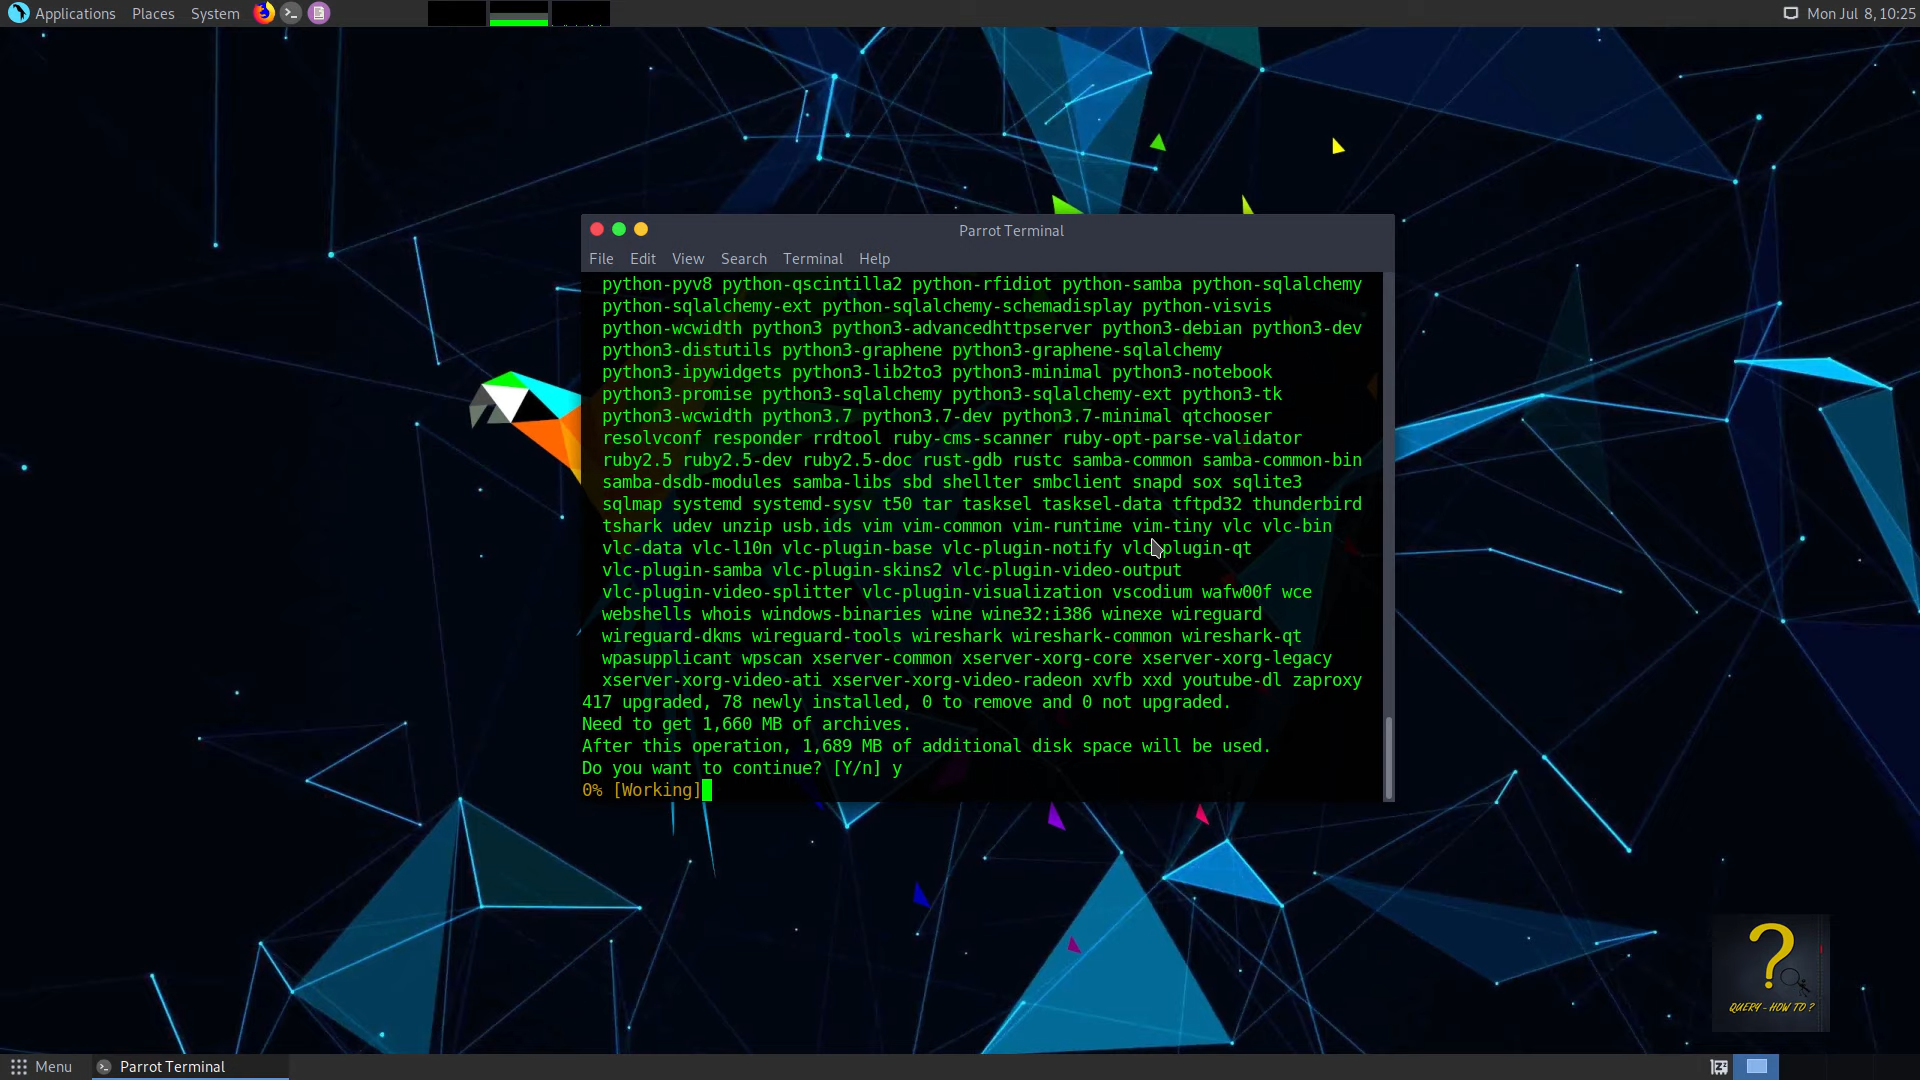 Applications Places System
Mon Jul 8, 10:25
Parrot Terminal
File Edit View Search Terminal Help
python-pyv8 python-qscintilla2 python-rfidiot python-samba python-sqlalchemy
python-sqlalchemy-ext python-sqlalchemy-schemadisplay python-visvis
python-wcwidth python3 python3-advancedhttpserver python3-debian python3-dev
python3-distutils python3-graphene python3-graphene-sqlalchemy
python3-ipywidgets python3-lib2to3 python3-minimal python3-notebook
python3-promise python3-sqlalchemy python3-sqlalchemy-ext python3-tk
python3-wcwidth python3.7 python3.7-dev python3.7-minimal qtchooser
resolvconf responder rrdtool ruby-cms-scanner ruby-opt-parse-validator
ruby2.5 ruby2.5-dev ruby2.5-doc rust-gdb rustc samba-common samba-common-bin
samba-dsdb-modules samba-libs sbd shellter smbclient snapd sox sqlite3
sqlmap systemd systemd-sysv t50 tar tasksel tasksel-data tftpd32 thunderbird
tshark udev unzip usb.ids vim vim-common vim-runtime vim-tiny vlc vlc-bin
vlc-data vlc-l10n vlc-plugin-base vlc-plugin-notify vlc-plugin-qt
vlc-plugin-samba vlc-plugin-skins2 vlc-plugin-video-output
vlc-plugin-video-splitter vlc-plugin-visualization vscodium wafw00f wce
webshells whois windows-binaries wine wine32:i386 winexe wireguard
wireguard-dkms wireguard-tools wireshark wireshark-common wireshark-qt
wpasupplicant wpscan xserver-common xserver-xorg-core xserver-xorg-legacy
xserver-xorg-video-ati xserver-xorg-video-radeon xvfb xxd youtube-dl zaproxy
417 upgraded, 78 newly installed, 0 to remove and 0 not upgraded.
Need to get 1,660 MB of archives.
After this operation, 1,689 MB of additional disk space will be used.
Do you want to continue? [Y/n] y
0% [Working]
?
QUERY - HOW TO ?
Menu Parrot Terminal